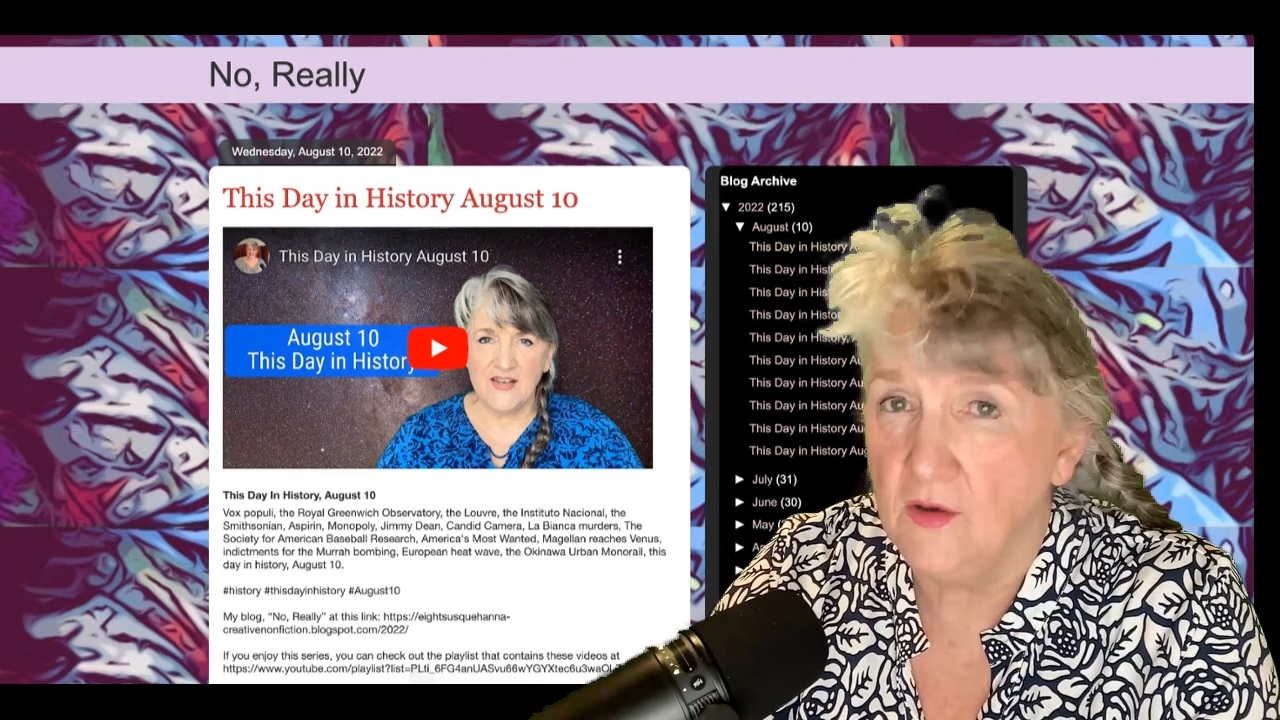 No, Really
Wednesday, August 10, 2022
This Day in History August 10
This Day in History August 10
August 10
This Day in History
This Day In History, August 10
Vox populi, the Royal Greenwich Observatory, the Louvre, the Instituto Nacional, the
Smithsonian, Aspirin, Monopoly, Jimmy Dean, Candid Camera, La Bianca murders, The
Society for American Baseball Research, America's Most Wanted, Magellan reaches Venus,
indictments for the Murrah bombing, European heat wave, the Okinawa Urban Monorail, this
day in history, August 10.
#history #thisdayinhistory #August10
My blog, "No, Really" at this link: https://eightsusquehanna-
creativenonfiction.blogspot.com/2022/
If you enjoy this series, you can check out the playlist that contains these videos at
Blog Archive
▼ 2022 (215)
▼ August (10)
This Day in History
This Day in
This Day in
This Day in
This Day in History,
This Day in History
This Day in History
This Day in History
This Day in History
This Day in History
► July (31)
► June (30)
► May